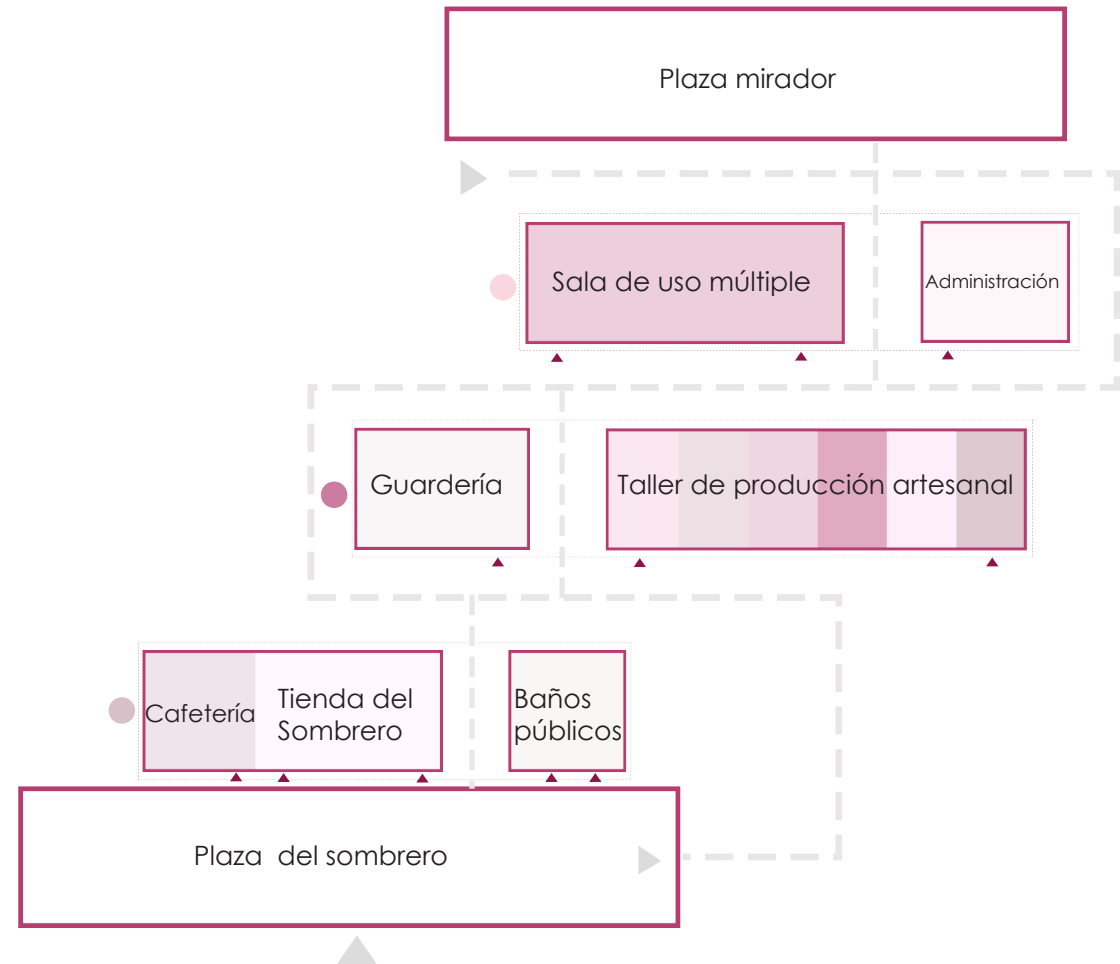 Plaza mirador
Sala de uso múltiple
Administración
Guardería
Taller de producción artesanal
Cafetería
Tienda del
Sombrero
Baños
públicos
Plaza del sombrero